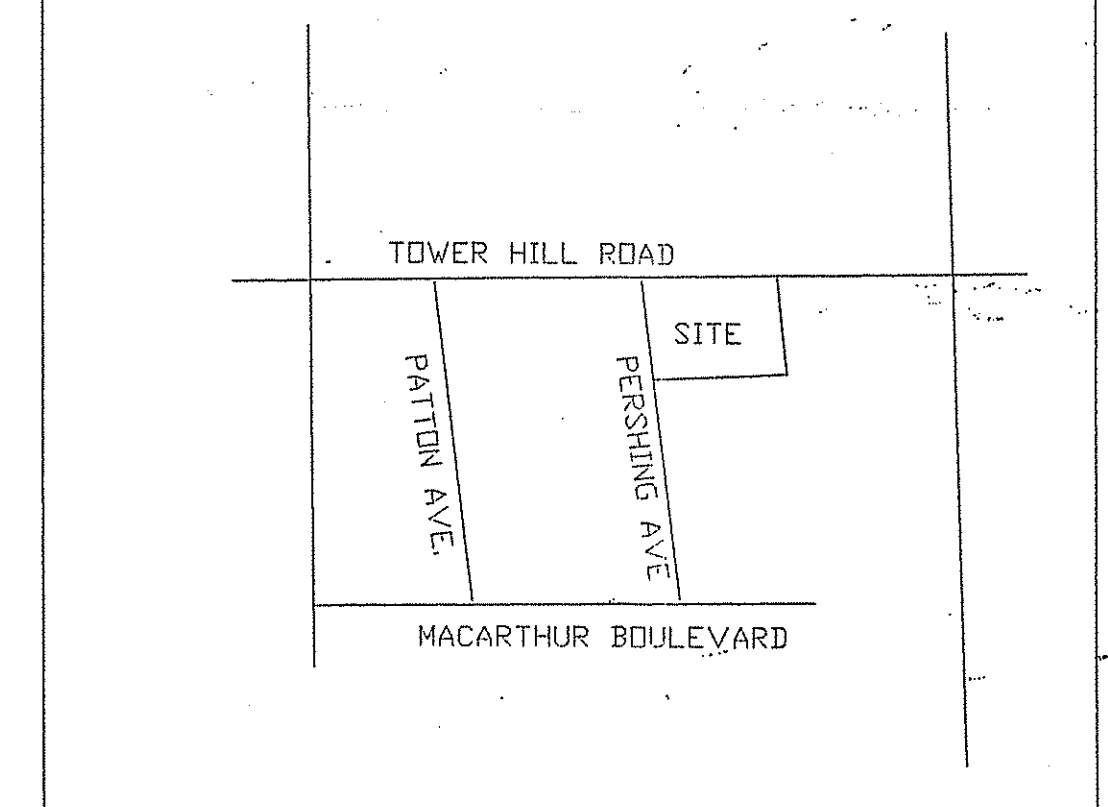 TOWER HILL ROAD
SITE
PATTON AVE.
PERSHING AVE
MACARTHUR BOULEVARD